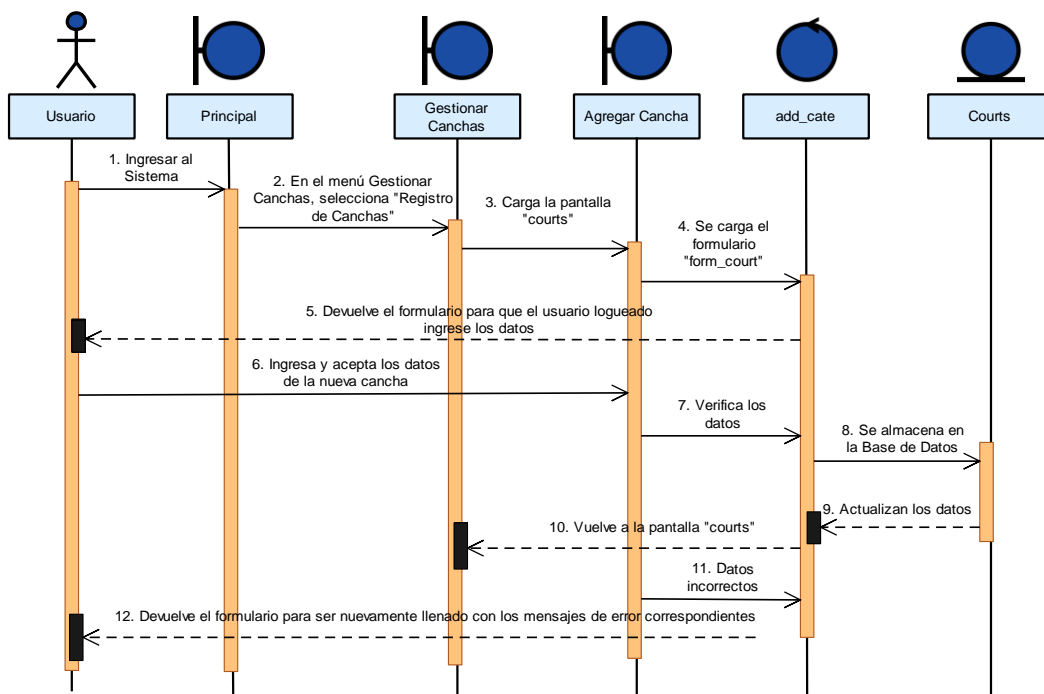 Usuario
Principal
Gestionar
Canchas
Agregar Cancha
add_cate
Courts
1. Ingresar al
Sistema
2. En el menú Gestionar
Canchas, selecciona "Registro
de Canchas"
3. Carga la pantalla
"courts"
4. Se carga el
formulario
"form_court"
5. Devuelve el formulario para que el usuario logueado
ingrese los datos
6. Ingresa y acepta los datos
de la nueva cancha
7. Verifica los
datos
8. Se almacena en
la Base de Datos
9. Actualizan los datos
10. Vuelve a la pantalla "courts"
11. Datos
incorrectos
12. Devuelve el formulario para ser nuevamente llenado con los mensajes de error correspondientes